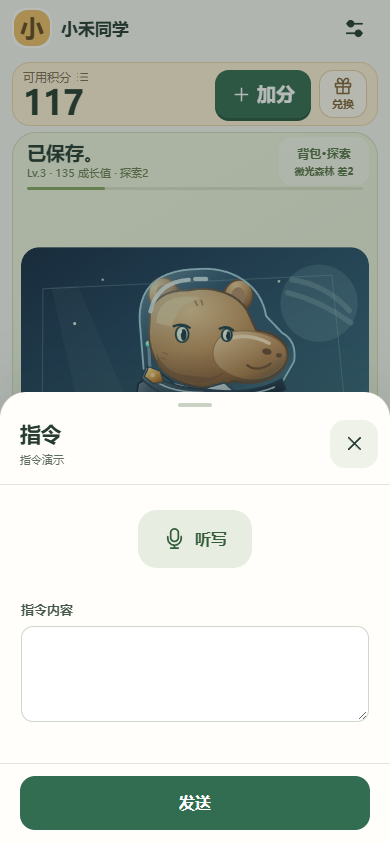 小 小禾同学
可用积分
117
加分
兑换
已保存。
Lv.3 · 135 成长值 · 探索2
背包•探索
微光森林 差2
指令
指令演示
听写
指令内容
发送